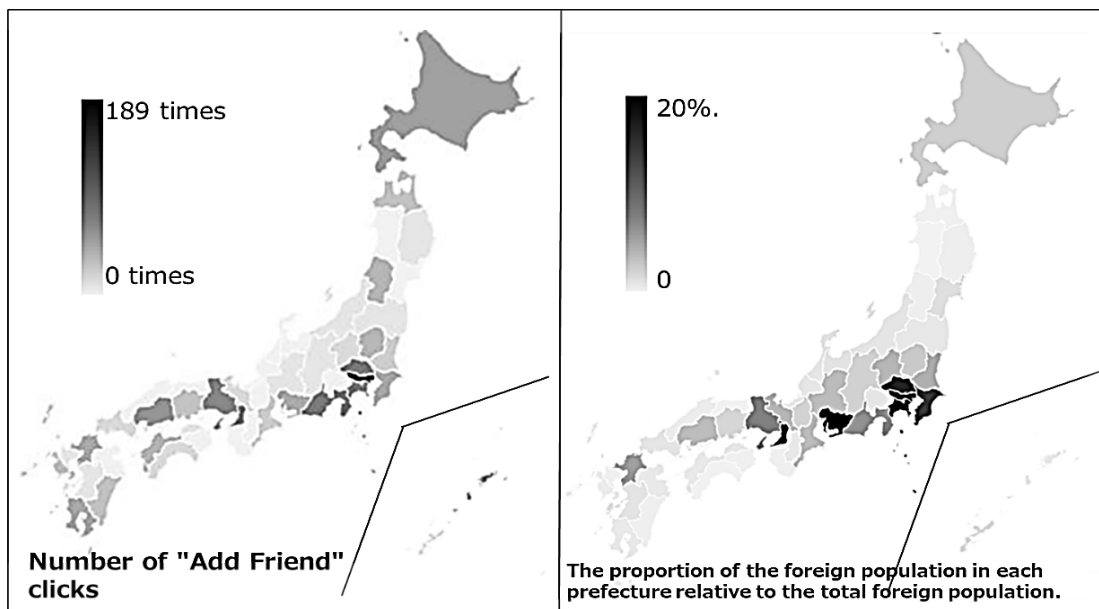 189 times
0 times
Number of "Add Friend"
clicks
20%.
0
The proportion of the foreign population in each
prefecture relative to the total foreign population.